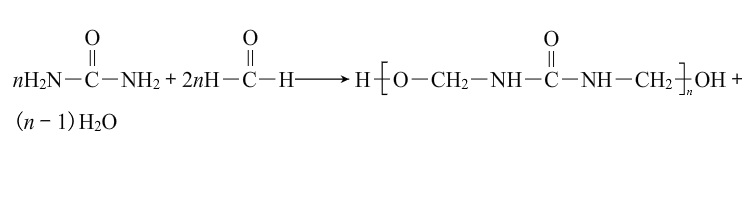 O O O
‖ ‖ ‖
nH₂N—C—NH₂ + 2nH—C—H⟶H⁅O—CH₂—NH—C—NH—CH₂⁆ₙOH +
(n − 1)H₂O